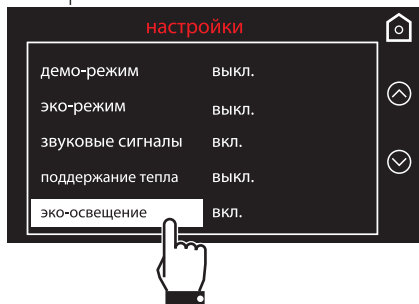 настройки
демо-режим выкл.
эко-режим выкл.
звуковые сигналы вкл.
поддержание тепла выкл.
эко-освещение вкл.